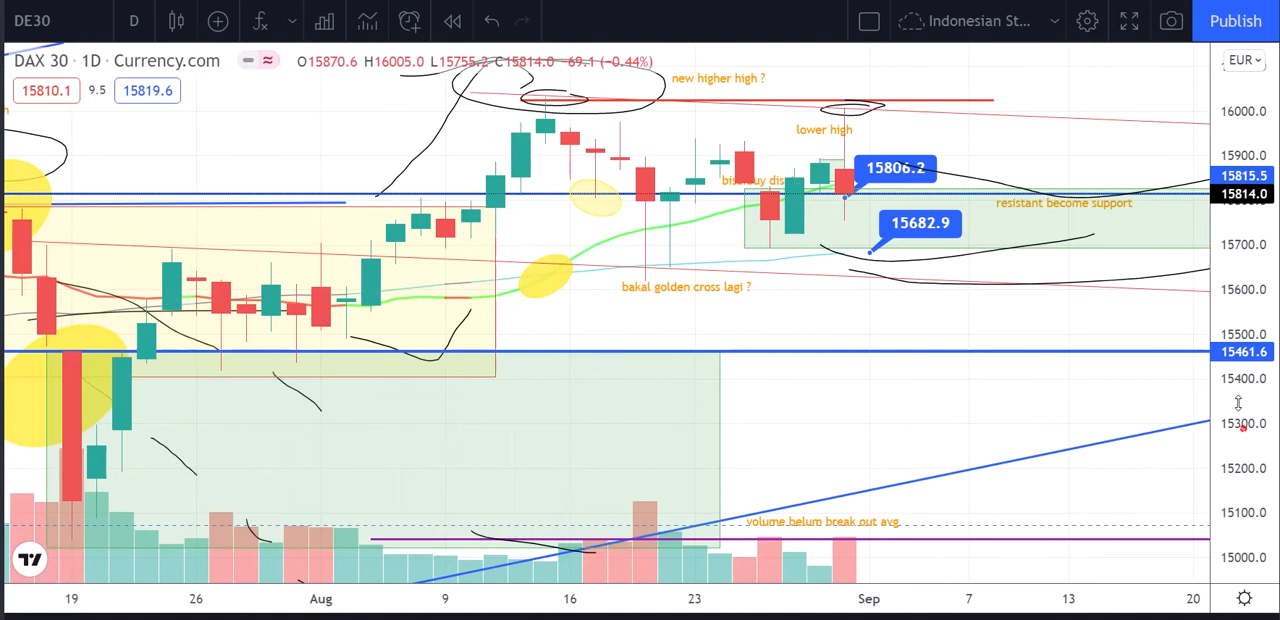 DE30 D Indonesian St... Publish
DAX 30 · 1D · Currency.com O15870.6 H16005.0 L15755.2 C15814.0 −69.1 (−0.44%) EUR
15810.1 9.5 15819.6
new higher high ?
16000.0
lower high
15900.0
15806.2
15815.5
15814.0
resistant become support
15682.9
15700.0
bakal golden cross lagi ?
15600.0
15500.0
15461.6
15400.0
15300.0
15200.0
15100.0
volume belum break out avg
15000.0
19 26 Aug 9 16 23 Sep 7 13 20